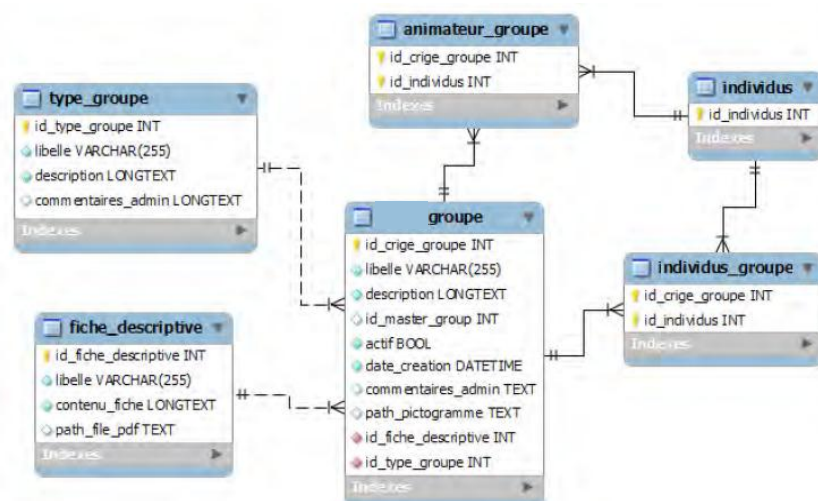 animateur_groupe
id_crige_groupe INT
id_individus INT
Indexes
type_groupe
id_type_groupe INT
libelle VARCHAR(255)
description LONGTEXT
commentaires_admin LONGTEXT
Indexes
individus
id_individus INT
Indexes
groupe
id_crige_groupe INT
libelle VARCHAR(255)
description LONGTEXT
id_master_group INT
actif BOOL
date_creation DATETIME
commentaires_admin TEXT
path_pictogramme TEXT
id_fiche_descriptive INT
id_type_groupe INT
Indexes
individus_groupe
id_crige_groupe INT
id_individus INT
Indexes
fiche_descriptive
id_fiche_descriptive INT
libelle VARCHAR(255)
contenu_fiche LONGTEXT
path_file_pdf TEXT
Indexes